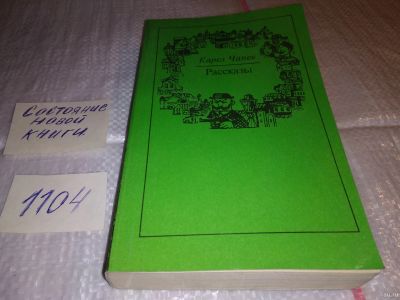 Карел Чапек
Рассказы
Состояние
новой
книги
1104